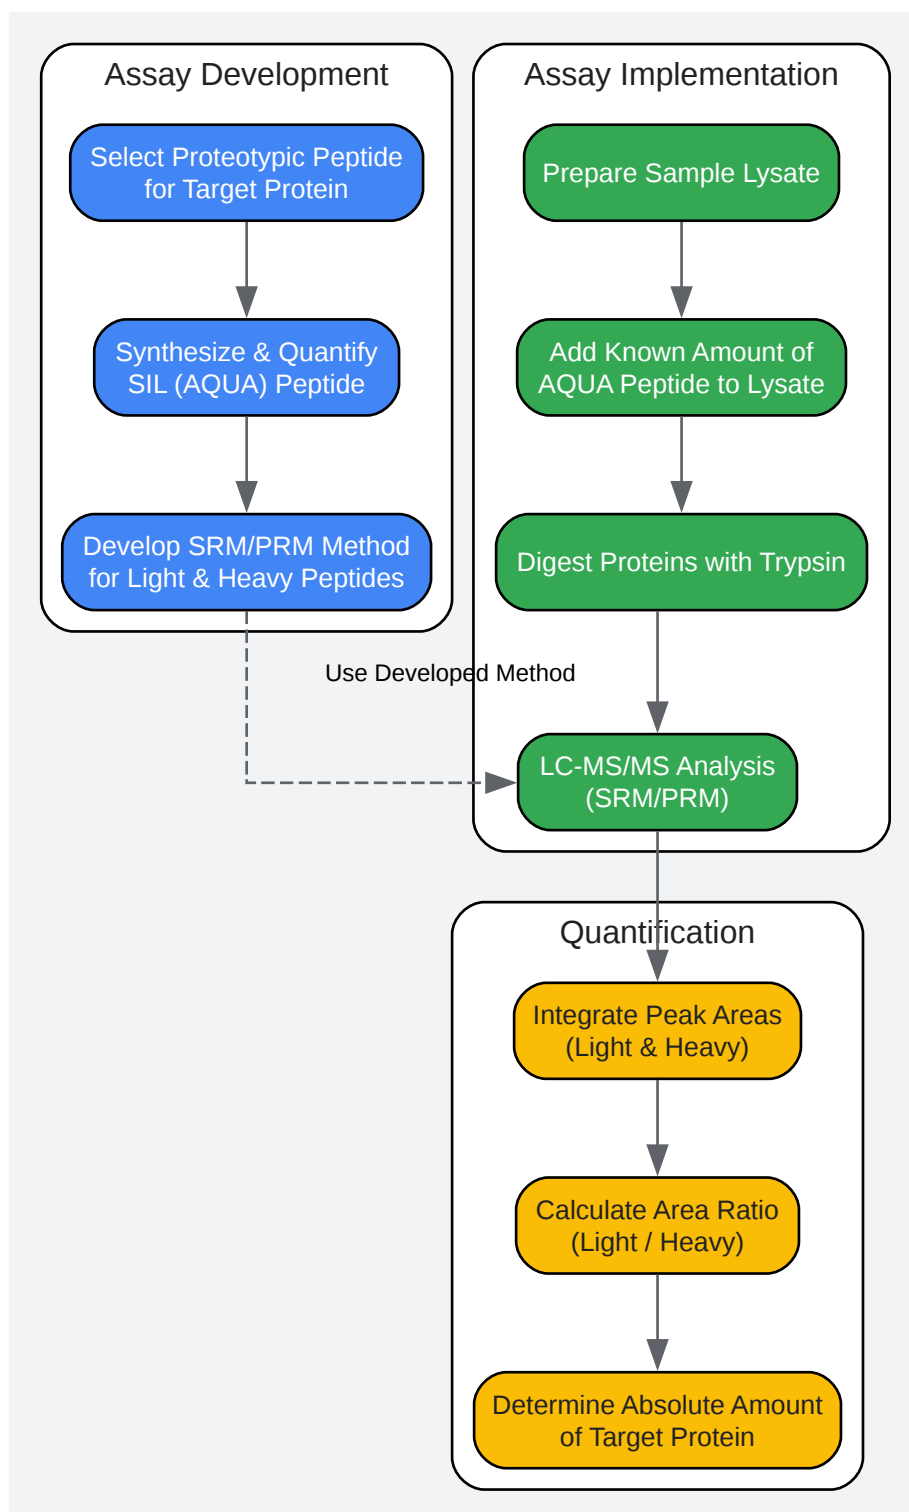 Assay Development
Select Proteotypic Peptide
for Target Protein
Synthesize & Quantify
SIL (AQUA) Peptide
Develop SRM/PRM Method
for Light & Heavy Peptides
Use Developed Method
Assay Implementation
Prepare Sample Lysate
Add Known Amount of
AQUA Peptide to Lysate
Digest Proteins with Trypsin
LC-MS/MS Analysis
(SRM/PRM)
Quantification
Integrate Peak Areas
(Light & Heavy)
Calculate Area Ratio
(Light / Heavy)
Determine Absolute Amount
of Target Protein